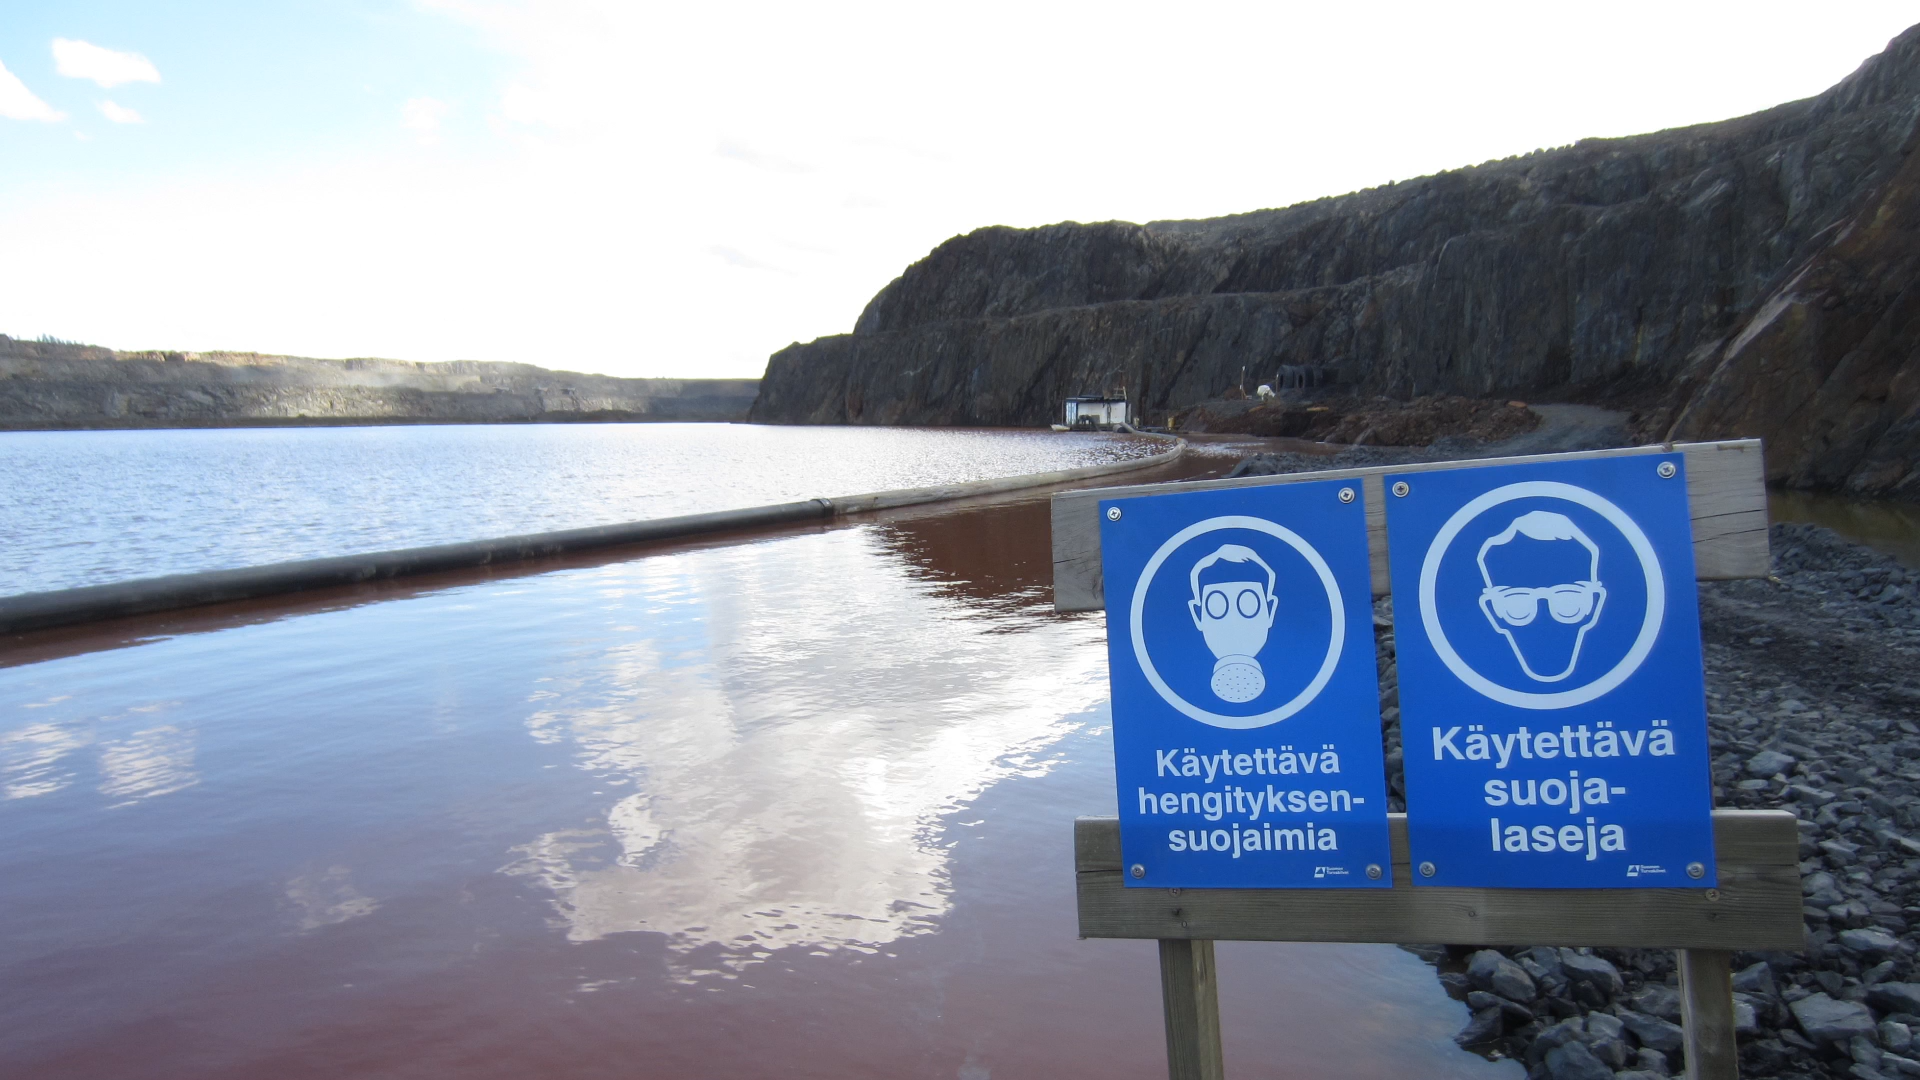 Käytettävä
hengityksen-
suojaimia
Käytettävä
suoja-
laseja